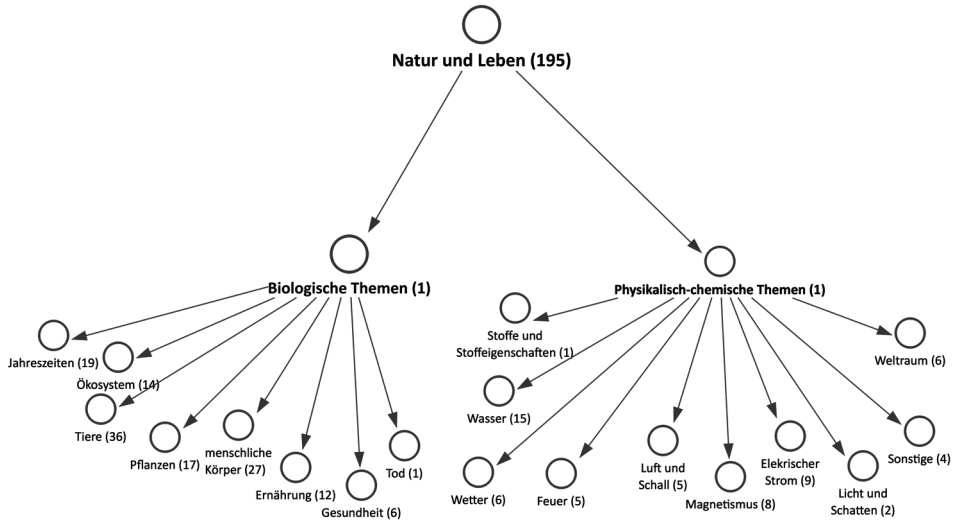 Natur und Leben (195)
Biologische Themen (1)
Physikalisch-chemische Themen (1)
Jahreszeiten (19)
Ökosystem (14)
Tiere (36)
Pflanzen (17)
menschliche
Körper (27)
Ernährung (12)
Gesundheit (6)
Tod (1)
Stoffe und
Stoffeigenschaften (1)
Wasser (15)
Wetter (6)
Feuer (5)
Luft und
Schall (5)
Magnetismus (8)
Elekrischer
Strom (9)
Licht und
Schatten (2)
Sonstige (4)
Weltraum (6)